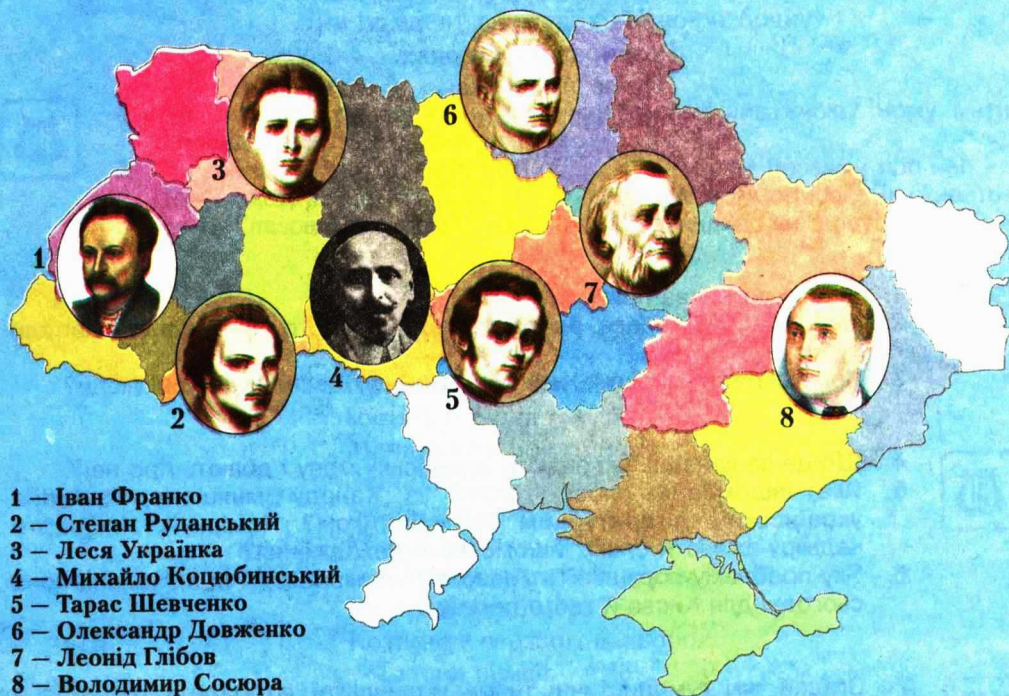 6
3
1
7
4
5
2
8
1 – Іван Франко
2 – Степан Руданський
3 – Леся Українка
4 – Михайло Коцюбинський
5 – Тарас Шевченко
6 – Олександр Довженко
7 – Леонід Глібов
8 – Володимир Сосюра